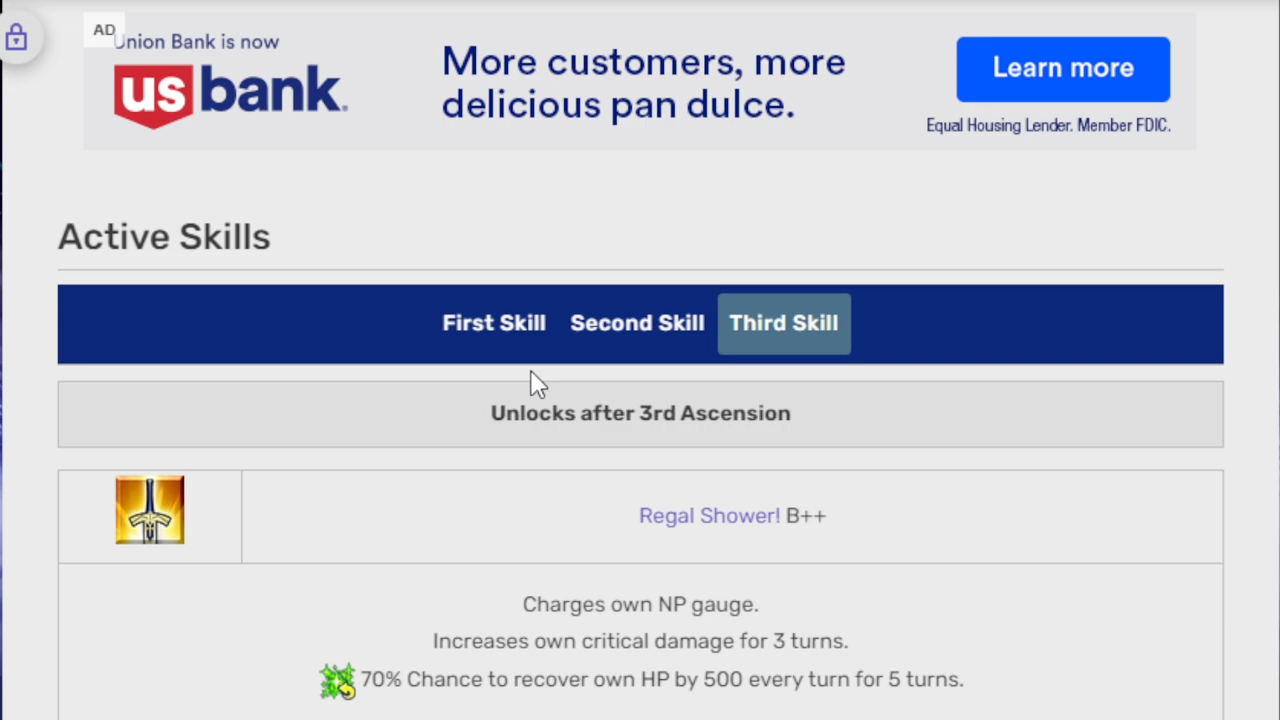 AD
Union Bank is now
us bank.
More customers, more
delicious pan dulce.
Learn more
Equal Housing Lender. Member FDIC.
Active Skills
First Skill Second Skill Third Skill
Unlocks after 3rd Ascension
Regal Shower! B++
Charges own NP gauge.
Increases own critical damage for 3 turns.
70% Chance to recover own HP by 500 every turn for 5 turns.